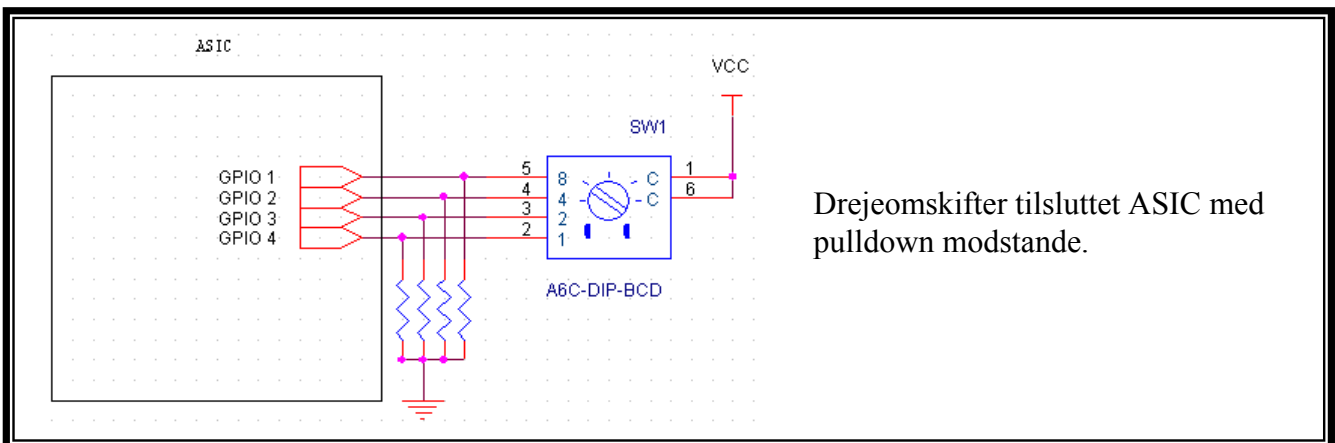 ASIC
VCC
SW1
GPIO 1
GPIO 2
GPIO 3
GPIO 4
5
4
3
2
8
4
2
1
C
C
1
6
A6C-DIP-BCD
Drejeomskifter tilsluttet ASIC med
pulldown modstande.